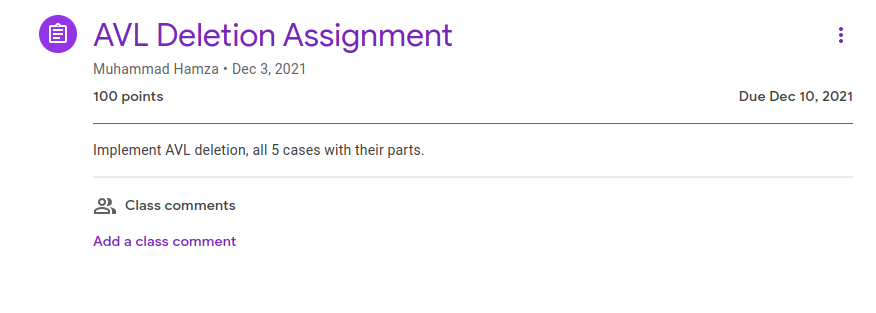 AVL Deletion Assignment
Muhammad Hamza • Dec 3, 2021
100 points
Due Dec 10, 2021
Implement AVL deletion, all 5 cases with their parts.
Class comments
Add a class comment